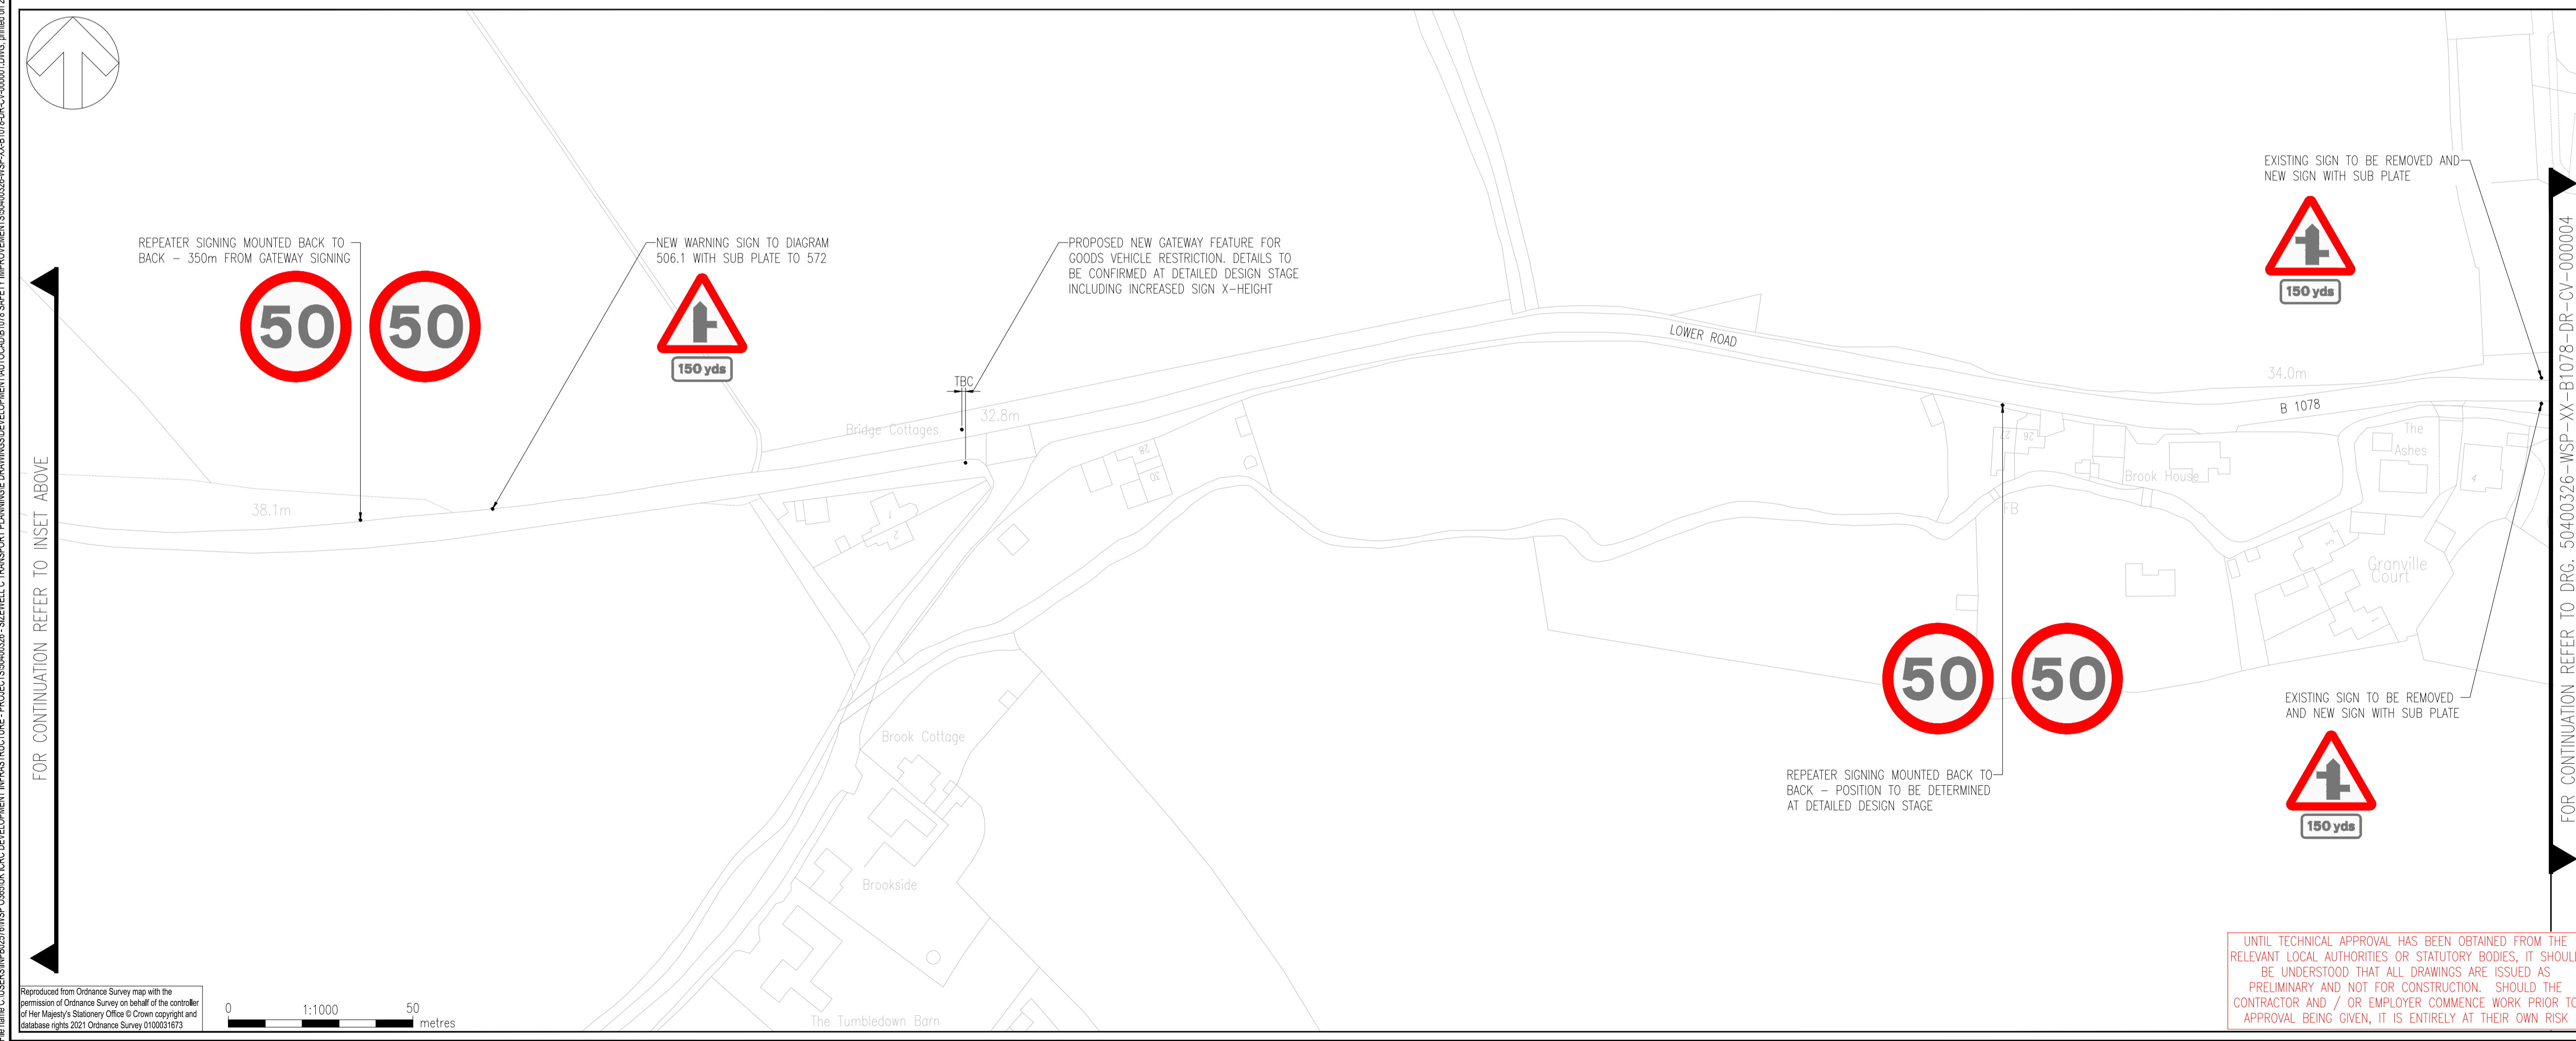 REPEATER SIGNING MOUNTED BACK TO
BACK – 350m FROM GATEWAY SIGNING
50 50
NEW WARNING SIGN TO DIAGRAM
506.1 WITH SUB PLATE TO 572
150 yds
PROPOSED NEW GATEWAY FEATURE FOR
GOODS VEHICLE RESTRICTION. DETAILS TO
BE CONFIRMED AT DETAILED DESIGN STAGE
INCLUDING INCREASED SIGN X-HEIGHT
TBC
EXISTING SIGN TO BE REMOVED AND
NEW SIGN WITH SUB PLATE
150 yds
LOWER ROAD
B 1078
34.0m
32.8m
38.1m
Bridge Cottages
1
2
28
30
27
26
FB
Brook House
The
Ashes
4
Granville
Court
3
1
Brook Cottage
Brookside
The Tumbledown Barn
50 50
REPEATER SIGNING MOUNTED BACK TO
BACK – POSITION TO BE DETERMINED
AT DETAILED DESIGN STAGE
EXISTING SIGN TO BE REMOVED
AND NEW SIGN WITH SUB PLATE
150 yds
FOR CONTINUATION REFER TO INSET ABOVE
FOR CONTINUATION REFER TO DRG. 50400326-WSP-XX-B1078-DR-CV-000004
Reproduced from Ordnance Survey map with the
permission of Ordnance Survey on behalf of the controller
of Her Majesty's Stationery Office © Crown copyright and
database rights 2021 Ordnance Survey 0100031673
0 1:1000 50
metres
UNTIL TECHNICAL APPROVAL HAS BEEN OBTAINED FROM THE
RELEVANT LOCAL AUTHORITIES OR STATUTORY BODIES, IT SHOUL
BE UNDERSTOOD THAT ALL DRAWINGS ARE ISSUED AS
PRELIMINARY AND NOT FOR CONSTRUCTION. SHOULD THE
CONTRACTOR AND / OR EMPLOYER COMMENCE WORK PRIOR TO
APPROVAL BEING GIVEN, IT IS ENTIRELY AT THEIR OWN RISK